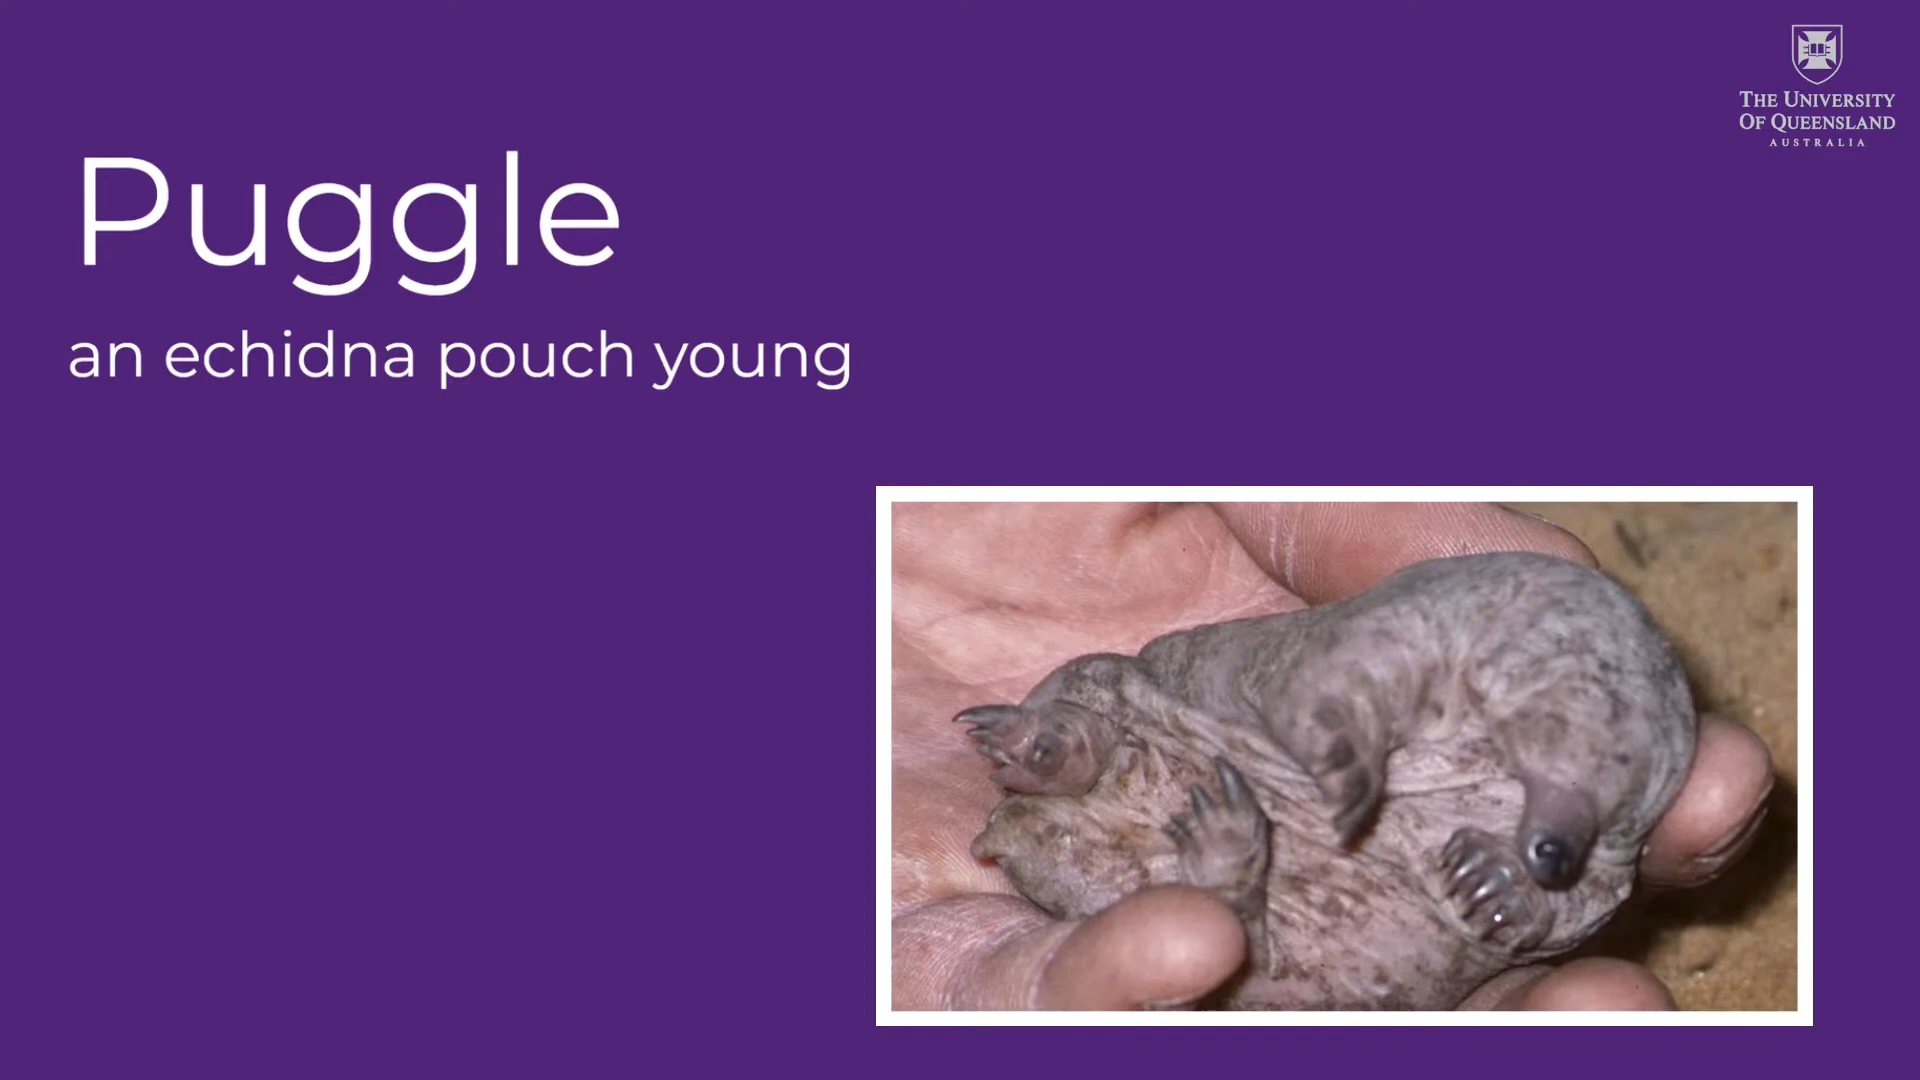 THE UNIVERSITY
OF QUEENSLAND
AUSTRALIA
Puggle
an echidna pouch young